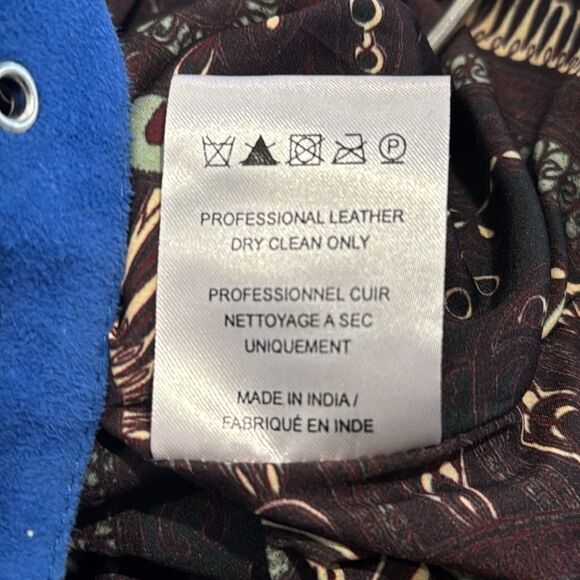 P
PROFESSIONAL LEATHER
DRY CLEAN ONLY
PROFESSIONNEL CUIR
NETTOYAGE A SEC
UNIQUEMENT
MADE IN INDIA /
FABRIQUÉ EN INDE